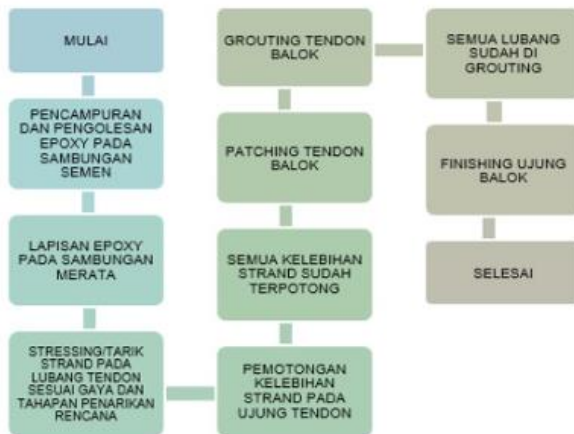 MULAI
PENCAMPURAN
DAN PENGOLESAN
EPOXY PADA
SAMBUNGAN
SEMEN
LAPISAN EPOXY
PADA SAMBUNGAN
MERATA
STRESSING/TARIK
STRAND PADA
LUBANG TENDON
SESUAI GAYA DAN
TAHAPAN PENARIKAN
RENCANA
PEMOTONGAN
KELEBIHAN
STRAND PADA
UJUNG TENDON
SEMUA KELEBIHAN
STRAND SUDAH
TERPOTONG
PATCHING TENDON
BALOK
GROUTING TENDON
BALOK
SEMUA LUBANG
SUDAH DI
GROUTING
FINISHING UJUNG
BALOK
SELESAI